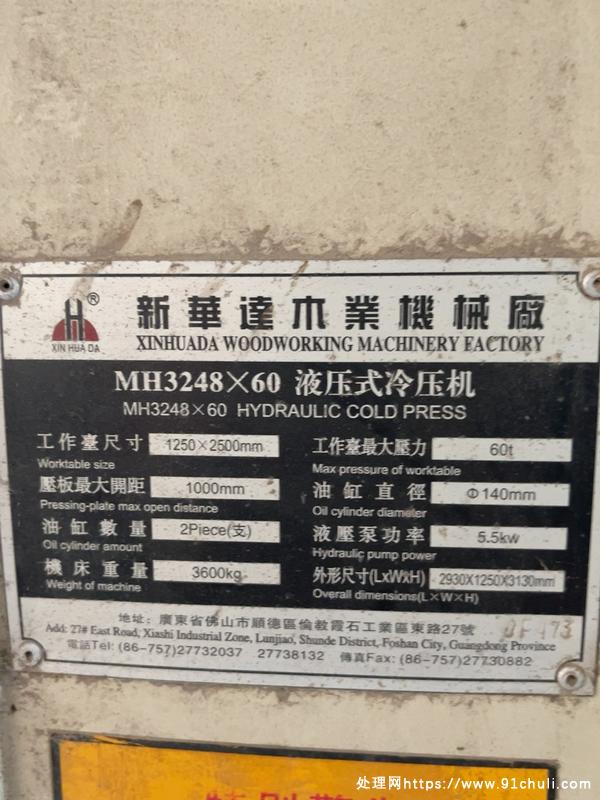 H®
XIN HUA DA
新華達木業機械廠
XINHUADA WOODWORKING MACHINERY FACTORY
MH3248×60 液压式冷压机
MH3248×60 HYDRAULIC COLD PRESS
工作臺尺寸 1250×2500mm
Worktable size
工作臺最大壓力 60t
Max pressure of worktable
壓板最大開距 1000mm
Pressing-plate max open distance
油缸直徑 Φ140mm
Oil cylinder diameter
油缸數量 2Piece(支)
Oil cylinder amount
液壓泵功率 5.5kw
Hydraulic pump power
機床重量 3600kg
Weight of machine
外形尺寸(LxWxH) 2930X1250X3130mm
Overall dimensions(L×W×H)
地址: 廣東省佛山市順德區倫教霞石工業區東路27號
Add: 27# East Road, Xiashi Industrial Zone, Lunjiao, Shunde District, Foshan City, Guangdong Province
電話Tel: (86-757)27732037 27738132 傳真Fax: (86-757)27730882
处理网https://www.91chuli.com